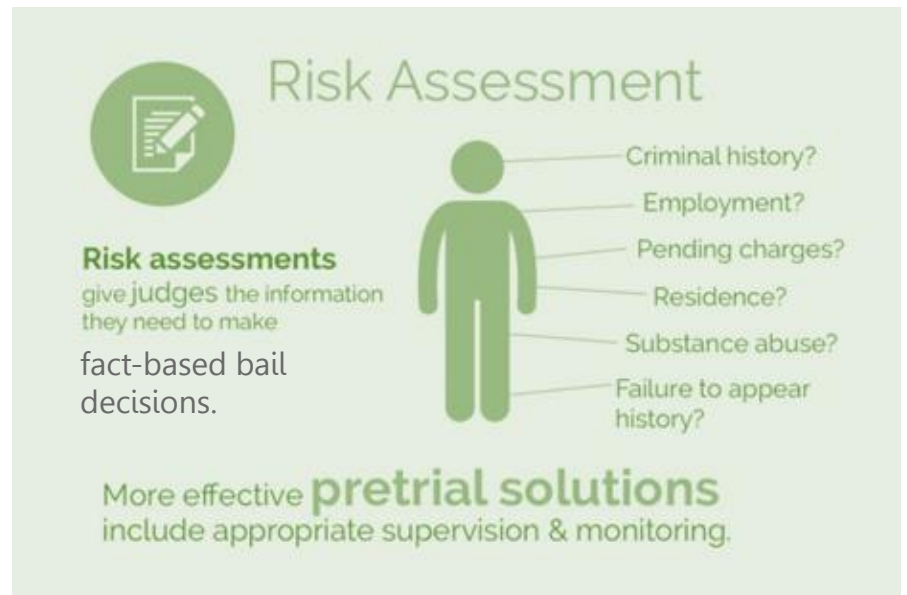 Risk Assessment
Criminal history?
Employment?
Pending charges?
Residence?
Substance abuse?
Failure to appear
history?
Risk assessments
give judges the information
they need to make
fact-based bail
decisions.
More effective pretrial solutions
include appropriate supervision & monitoring.